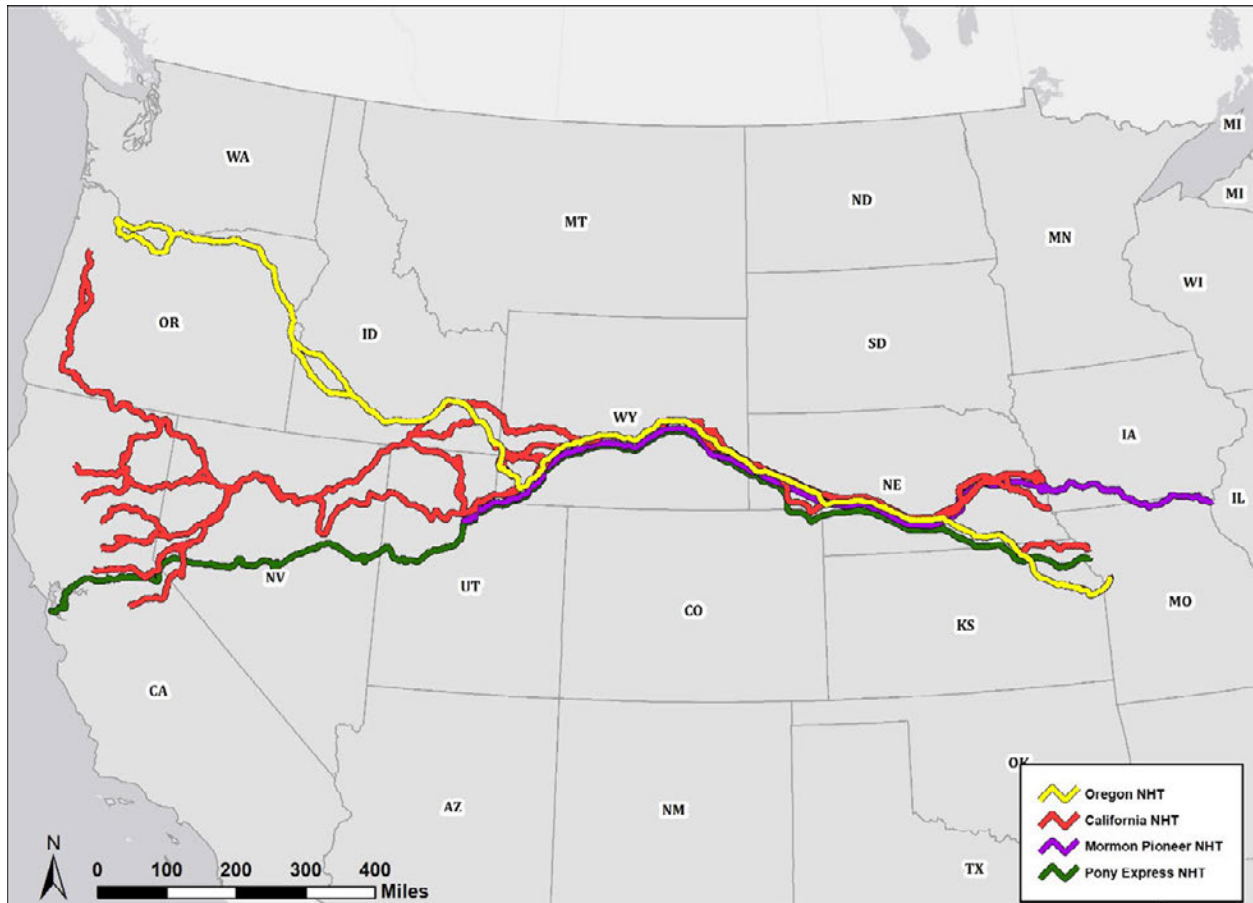 MI
WA
MI
ND
MT
MN
WI
OR
ID
SD
WY
IA
NE
IL
NV
UT
CO
MO
KS
CA
OK
AZ
NM
TX
Oregon NHT
California NHT
Mormon Pioneer NHT
Pony Express NHT
N
0 100 200 300 400
Miles